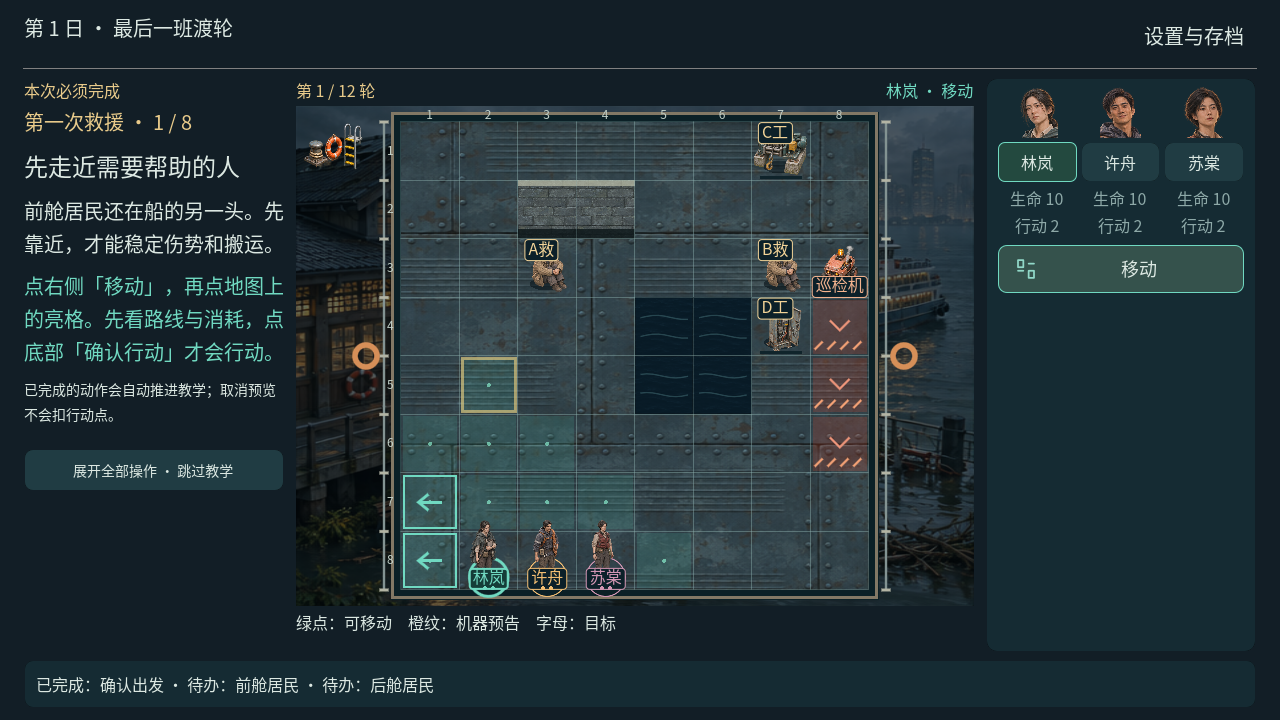 第 1 日 · 最后一班渡轮
设置与存档
本次必须完成
第一次救援 · 1 / 8
先走近需要帮助的人
前舱居民还在船的另一头。先
靠近，才能稳定伤势和搬运。
点右侧「移动」，再点地图上
的亮格。先看路线与消耗，点
底部「确认行动」才会行动。
已完成的动作会自动推进教学；取消预览
不会扣行动点。
展开全部操作 · 跳过教学
第 1 / 12 轮
林岚 · 移动
1 2 3 4 5 6 7 8
1
2
3
4
5
6
7
8
C工
A救
B救
巡检机
D工
林岚
许舟
苏棠
绿点：可移动 橙纹：机器预告 字母：目标
林岚 许舟 苏棠
生命 10 生命 10 生命 10
行动 2 行动 2 行动 2
移动
已完成：确认出发 · 待办：前舱居民 · 待办：后舱居民